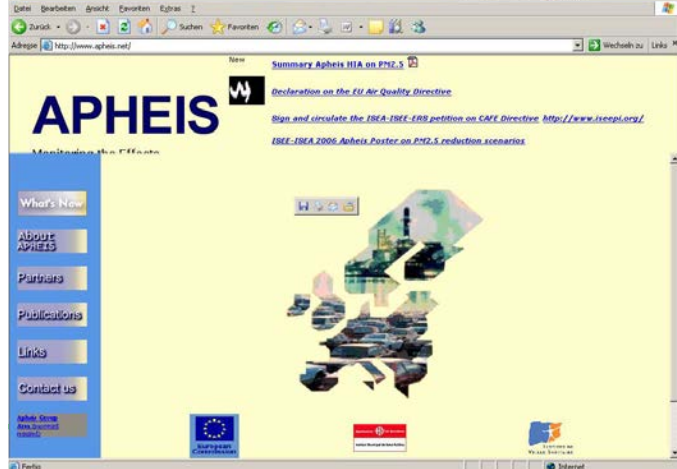 Datei Bearbeiten Ansicht Favoriten Extras ?
Zurück Suchen Favoriten
Adresse http://www.apheis.net/ Wechseln zu Links
New
Summary Apheis HIA on PM2.5
Declaration on the EU Air Quality Directive
Sign and circulate the ISEA-ISEE-ERS petition on CAFE Directive http://www.iseepi.org/
ISEE-ISEA 2006 Apheis Poster on PM2.5 reduction scenarios
APHEIS
Monitoring the Effects
What's New
About
APHEIS
Partners
Publications
Links
Contact us
Apheis Group
European
Commission
Fertig Internet